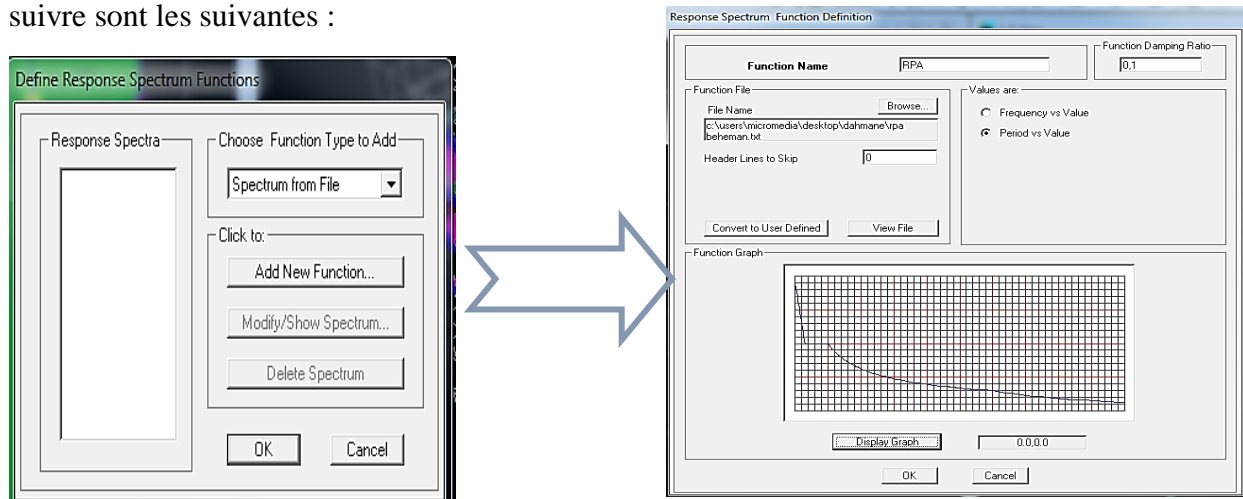 suivre sont les suivantes :
Define Response Spectrum Functions
Response Spectra
Choose Function Type to Add
Spectrum from File
Click to:
Add New Function...
Modify/Show Spectrum...
Delete Spectrum
OK
Cancel
Response Spectrum Function Definition
Function Name
RPA
Function Damping Ratio
0,1
Function File
File Name
Browse...
c:\users\micromedia\desktop\dahmane\rpa
beheman.txt
Header Lines to Skip
0
Convert to User Defined
View File
Values are:
Frequency vs Value
Period vs Value
Function Graph
Display Graph
0.0,0.0
OK
Cancel